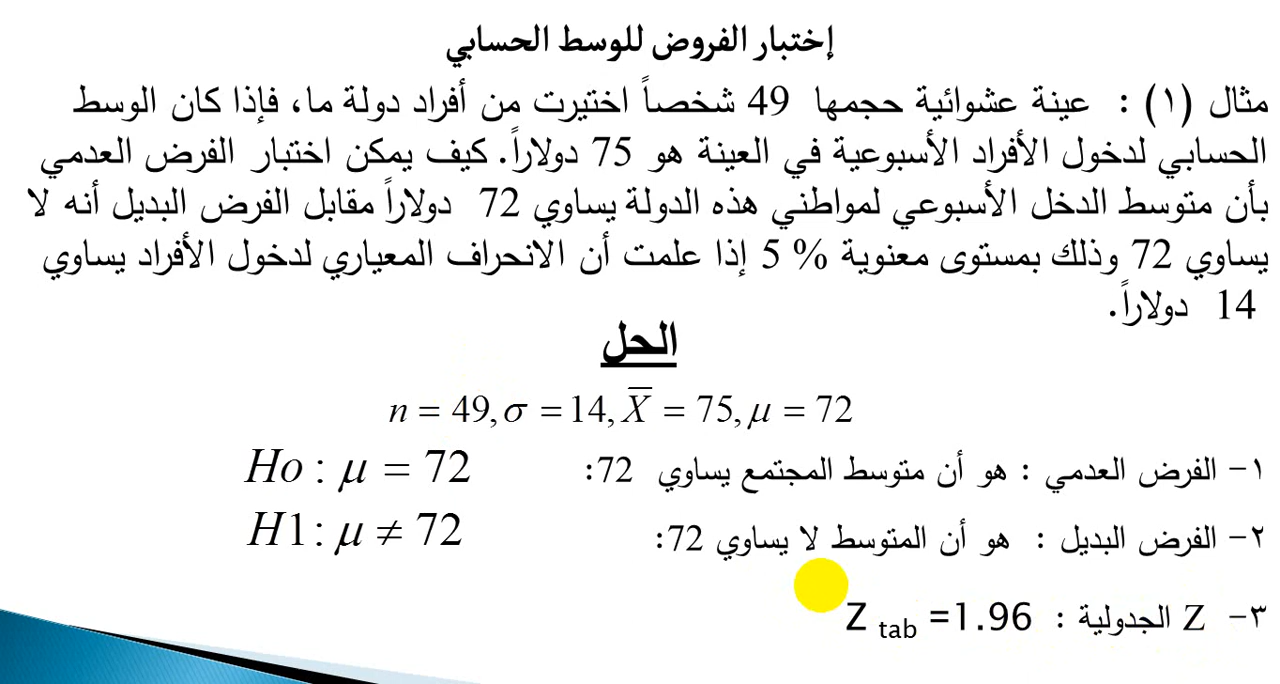 إختبار الفروض للوسط الحسابي
مثال (١) : عينة عشوائية حجمها 49 شخصاً اختيرت من أفراد دولة ما، فإذا كان الوسط
الحسابي لدخول الأفراد الأسبوعية في العينة هو 75 دولاراً. كيف يمكن اختبار الفرض العدمي
بأن متوسط الدخل الأسبوعي لمواطني هذه الدولة يساوي 72 دولاراً مقابل الفرض البديل أنه لا
يساوي 72 وذلك بمستوى معنوية % 5 إذا علمت أن الانحراف المعياري لدخول الأفراد يساوي
14 دولاراً.
الحل
n = 49, σ = 14, X̅ = 75, μ = 72
١- الفرض العدمي : هو أن متوسط المجتمع يساوي 72: Ho : μ = 72
٢- الفرض البديل : هو أن المتوسط لا يساوي 72: H1 : μ ≠ 72
٣- Z الجدولية : Z tab =1.96